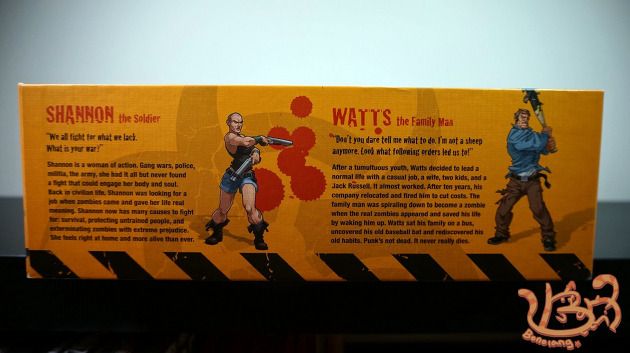 SHANNON the Soldier
"We all fight for what we lack.
What is your war?"
Shannon is a woman of action. Gang wars, police,
militia, the army, she had it all but never found
a fight that could engage her body and soul.
Back in civilian life, Shannon was looking for
a job when zombies came and gave her life real
meaning. Shannon now has many causes to fight
for: survival, protecting untrained people, and
exterminating zombies with extreme prejudice.
She feels right at home and more alive than ever.
WATTS the Family Man
"Don't you dare tell me what to do. I'm not a sheep
anymore. Look what following orders led us to!"
After a tumultuous youth, Watts decided to lead a
normal life with a casual job, a wife, two kids, and a
Jack Russell. It almost worked. After ten years, his
company relocated and fired him to cut costs. The
family man was spiraling down to become a zombie
when the real zombies appeared and saved his life
by waking him up. Watts sat his family on a bus,
uncovered his old baseball bat and rediscovered his
old habits. Punk's not dead. It never really dies.